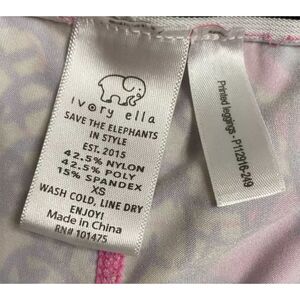 ivory ella
SAVE THE ELEPHANTS
IN STYLE
EST. 2015
42.5% NYLON
42.5% POLY
15% SPANDEX
XS
WASH COLD, LINE DRY
ENJOY!
Made in China
RN# 101475
Printed leggings - P112916-249